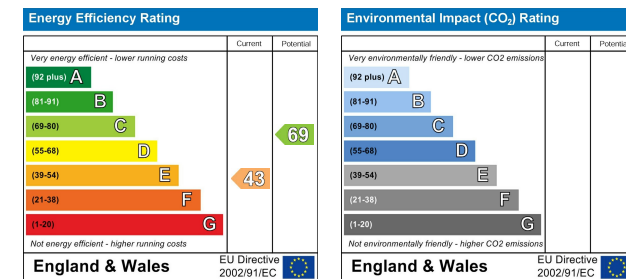 Energy Efficiency Rating
Current Potential
Very energy efficient - lower running costs
(92 plus) A
(81-91) B
(69-80) C
(55-68) D
(39-54) E
(21-38) F
(1-20) G
43
69
Not energy efficient - higher running costs
England & Wales
EU Directive
2002/91/EC
Environmental Impact (CO₂) Rating
Current Potential
Very environmentally friendly - lower CO2 emissions
(92 plus) A
(81-91) B
(69-80) C
(55-68) D
(39-54) E
(21-38) F
(1-20) G
Not environmentally friendly - higher CO2 emissions
England & Wales
EU Directive
2002/91/EC